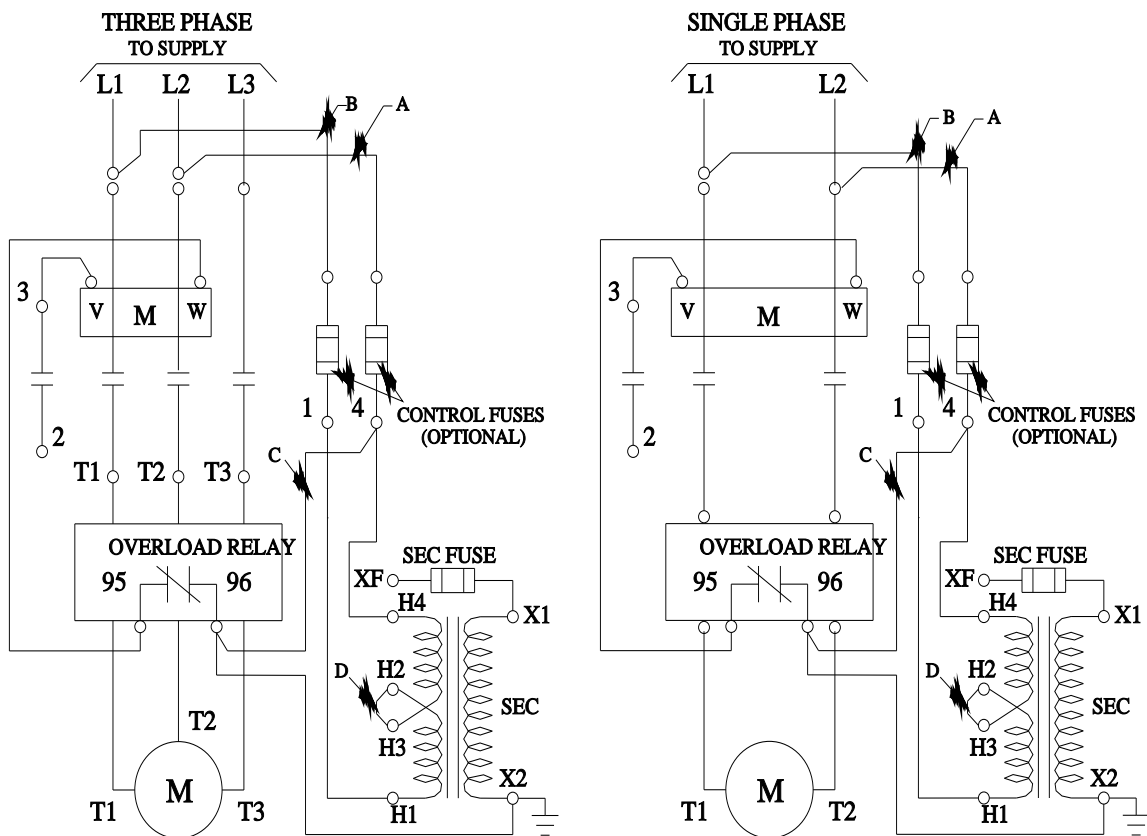 THREE PHASE
TO SUPPLY
L1 L2 L3
B A
3
V M W
1 4
CONTROL FUSES
(OPTIONAL)
2
C
T1 T2 T3
OVERLOAD RELAY
95 96
SEC FUSE
XF
H4
X1
D
H2
SEC
H3
T2
X2
T1 M T3
H1
SINGLE PHASE
TO SUPPLY
L1 L2
B A
3
V M W
1 4
CONTROL FUSES
(OPTIONAL)
2
C
OVERLOAD RELAY
95 96
SEC FUSE
XF
H4
X1
D
H2
SEC
H3
X2
T1 M T2
H1